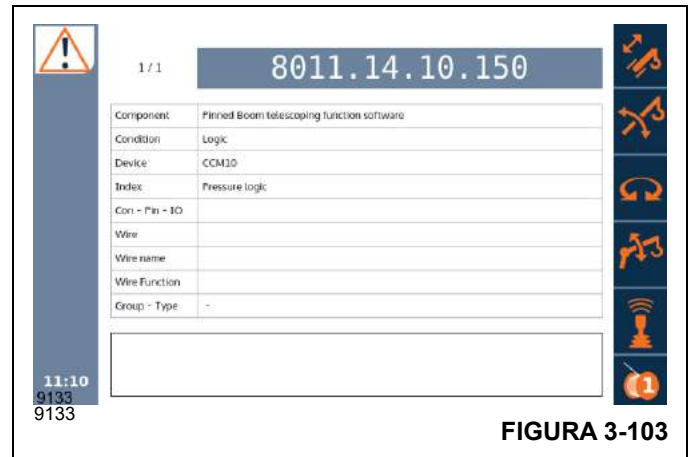 1/1
8011.14.10.150
Component Pinned Boom telescoping function software
Condition Logic
Device CCM10
Index Pressure logic
Con - Pin - IO
Wire
Wire name
Wire Function
Group - Type -
1
11:10
9133
9133
FIGURA 3-103